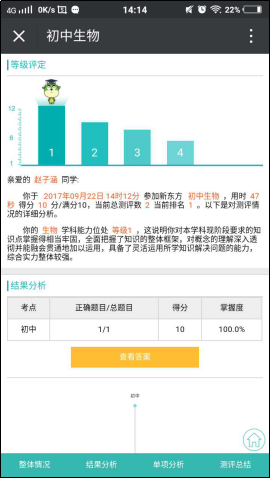 4G 0K/s 14:14 22%
初中生物
等级评定
12
6
1
1
2
3
4
亲爱的 赵子涵 同学:
你于 2017年09月22日 14时12分 参加新东方 初中生物 ，用时 47
秒 得分 10 分/满分10，当前总测评数 2 当前排名 1 。以下是对测评情
况的详细分析。
你的 生物 学科能力位处 等级1 ，这说明你对本学科现阶段要求的知
识点掌握得相当牢固，全面把握了知识的整体框架，对概念的理解深入透
彻并能融会贯通地加以运用，具备了灵活运用所学知识解决问题的能力，
综合实力整体较强。
结果分析
考点 正确题目/总题目 得分 掌握度
初中 1/1 10 100.0%
查看答案
初中
整体情况 结果分析 单项分析 测评总结